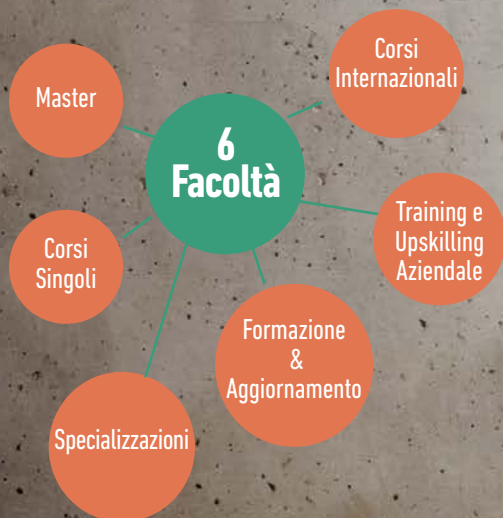 Corsi
Internazionali
Master
6
Facoltà
Training e
Upskilling
Aziendale
Corsi
Singoli
Formazione
&
Aggiornamento
Specializzazioni